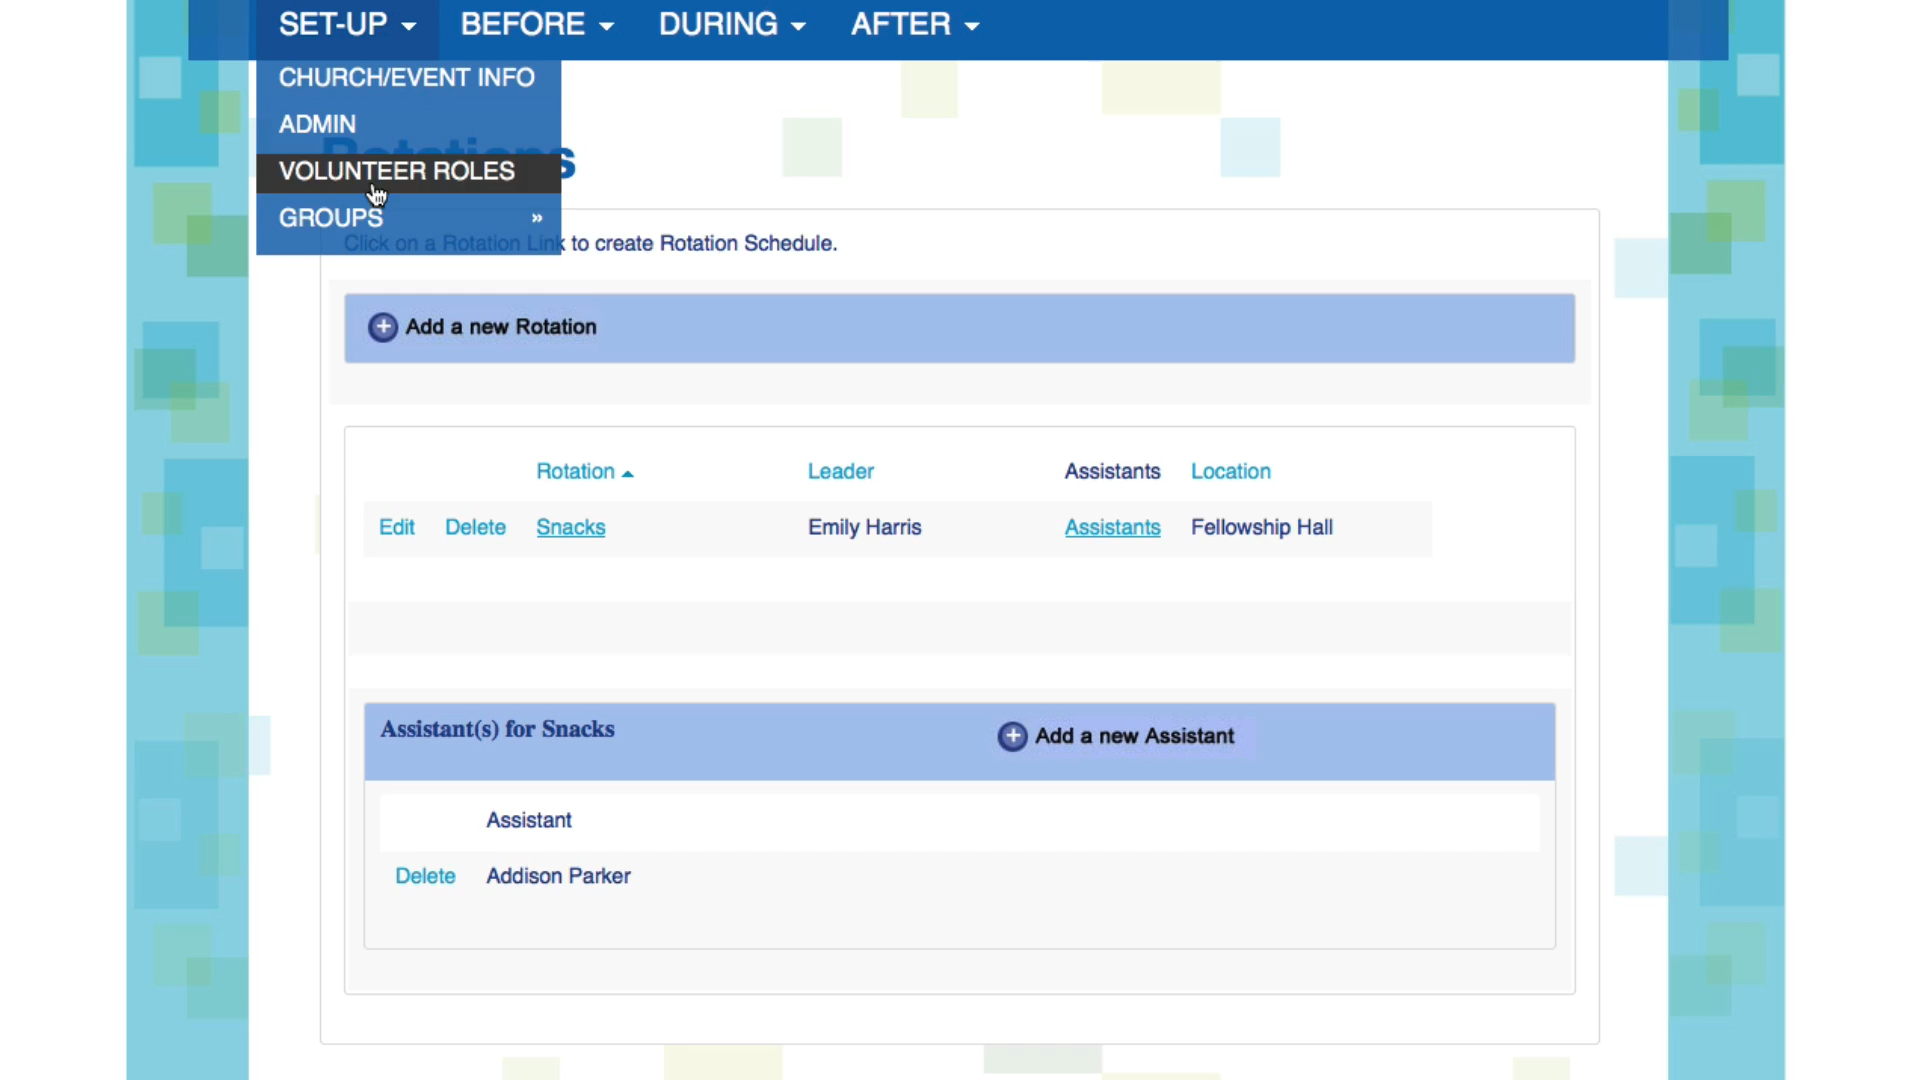 SET-UP BEFORE DURING AFTER
CHURCH/EVENT INFO
ADMIN
Rotations
VOLUNTEER ROLES
GROUPS »
Click on a Rotation Link to create Rotation Schedule.
Add a new Rotation
Rotation Leader Assistants Location
Edit Delete Snacks Emily Harris Assistants Fellowship Hall
Assistant(s) for Snacks Add a new Assistant
Assistant
Delete Addison Parker